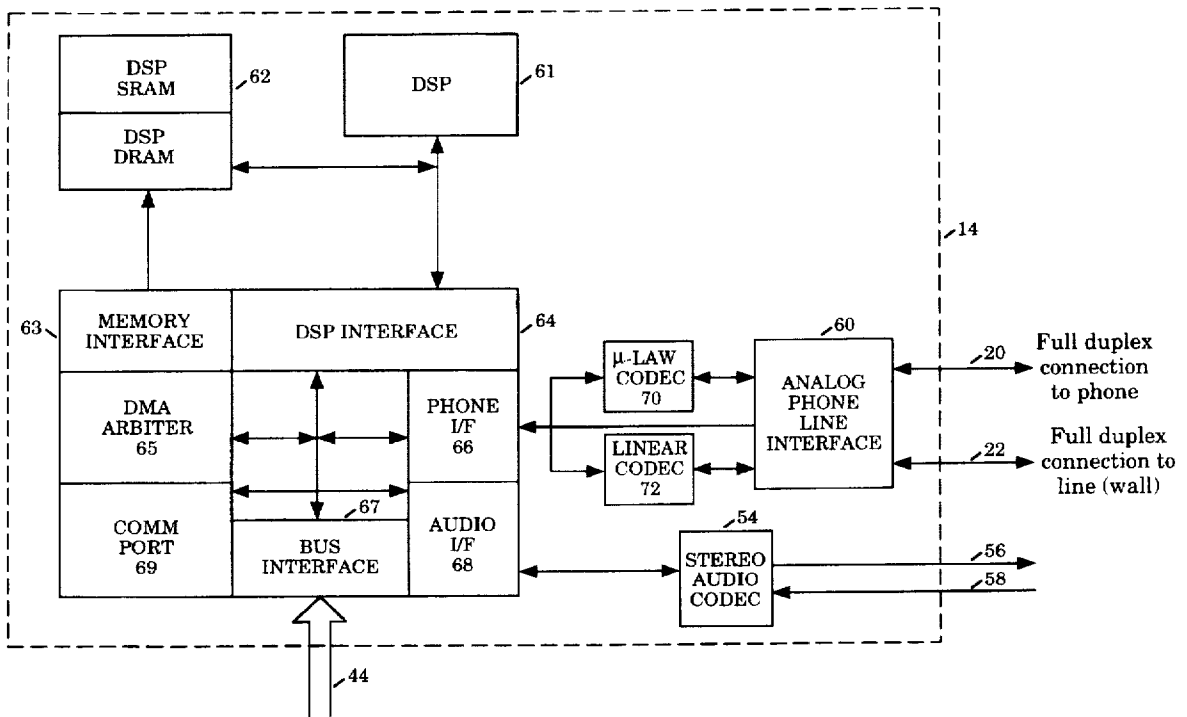 DSP
SRAM
62
DSP
DRAM
DSP
61
14
63
MEMORY
INTERFACE
DSP INTERFACE
64
DMA
ARBITER
65
PHONE
I/F
66
COMM
PORT
69
67
BUS
INTERFACE
AUDIO
I/F
68
μ-LAW
CODEC
70
LINEAR
CODEC
72
60
ANALOG
PHONE
LINE
INTERFACE
20
Full duplex
connection
to phone
22
Full duplex
connection to
line (wall)
54
STEREO
AUDIO
CODEC
56
58
44